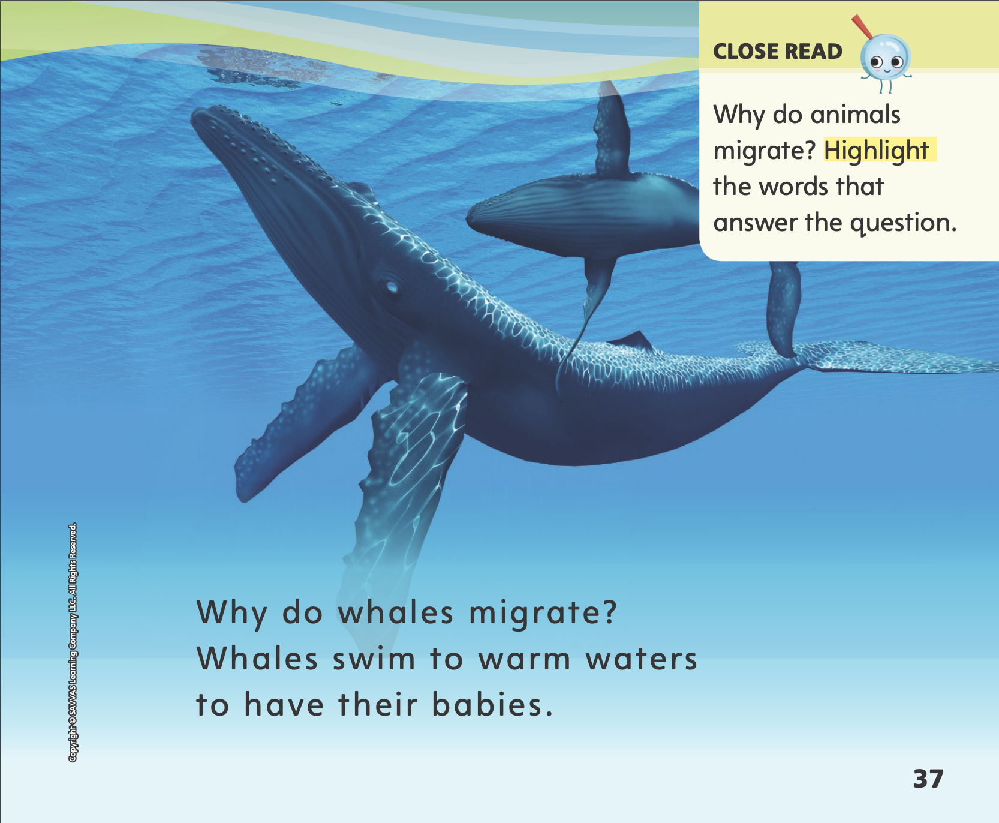 CLOSE READ
Why do animals
migrate? Highlight
the words that
answer the question.
Why do whales migrate?
Whales swim to warm waters
to have their babies.
Copyright © SAVVAS Learning Company LLC. All Rights Reserved.
37